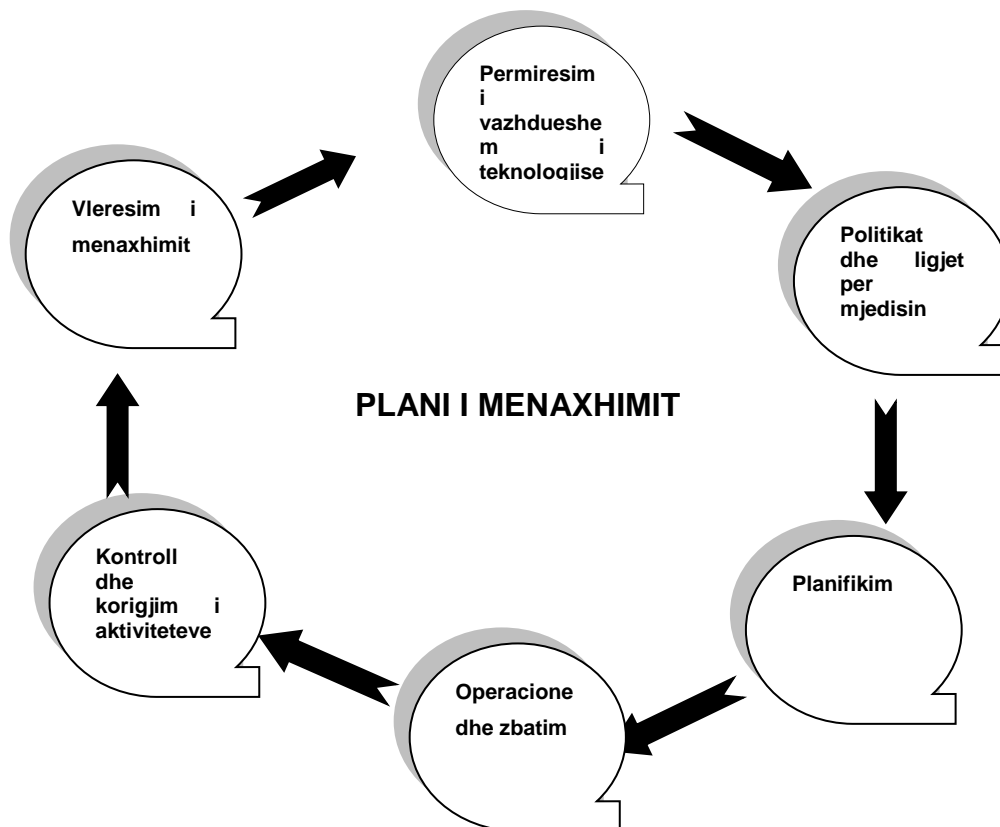 Permiresim
i
vazhdueshe
m i
teknologjise
Vleresim i
menaxhimit
Politikat
dhe ligjet
per
mjedisin
PLANI I MENAXHIMIT
Kontroll
dhe
korigjim i
aktiviteteve
Planifikim
Operacione
dhe zbatim